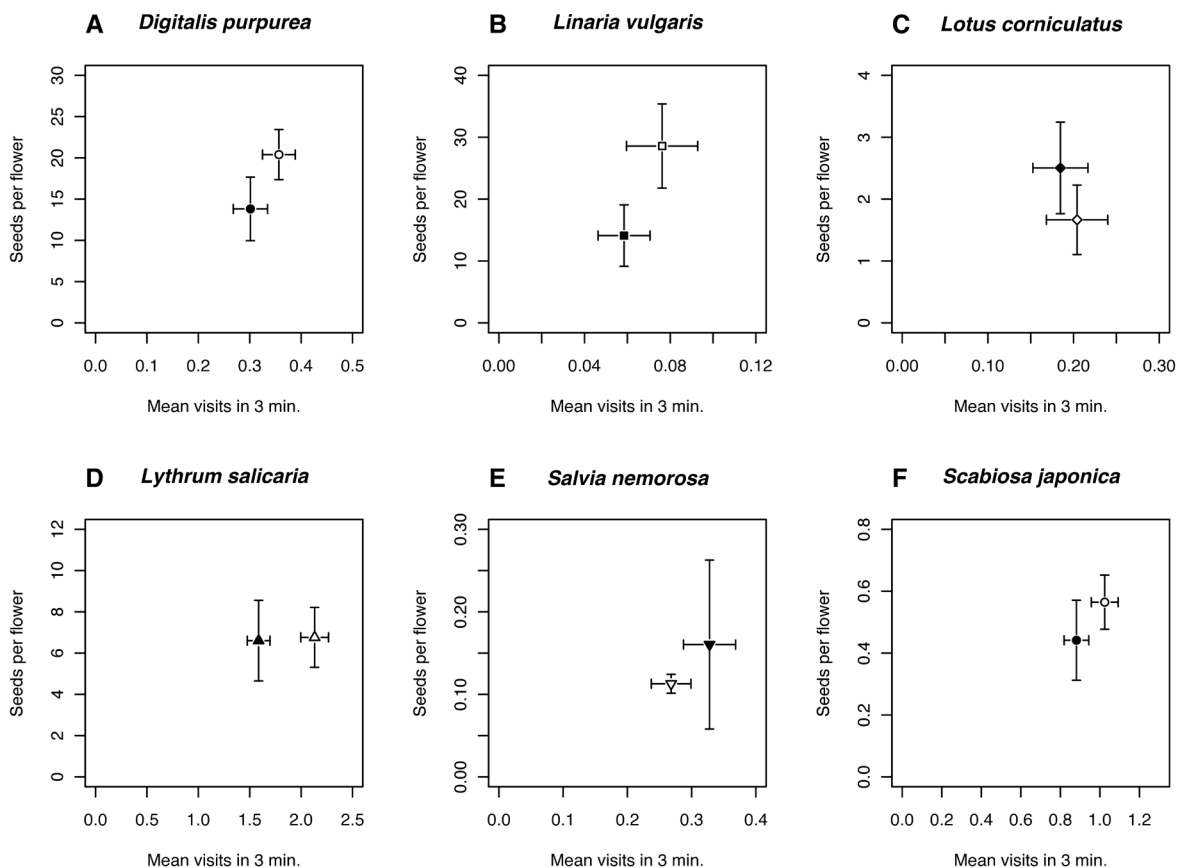 A Digitalis purpurea
Seeds per flower
30
25
20
15
10
5
0
0.0 0.1 0.2 0.3 0.4 0.5
Mean visits in 3 min.
B Linaria vulgaris
Seeds per flower
40
30
20
10
0
0.00 0.04 0.08 0.12
Mean visits in 3 min.
C Lotus corniculatus
Seeds per flower
4
3
2
1
0
0.00 0.10 0.20 0.30
Mean visits in 3 min.
D Lythrum salicaria
Seeds per flower
12
10
8
6
4
2
0
0.0 0.5 1.0 1.5 2.0 2.5
Mean visits in 3 min.
E Salvia nemorosa
Seeds per flower
0.30
0.20
0.10
0.00
0.0 0.1 0.2 0.3 0.4
Mean visits in 3 min.
F Scabiosa japonica
Seeds per flower
0.8
0.6
0.4
0.2
0.0
0.0 0.2 0.4 0.6 0.8 1.0 1.2
Mean visits in 3 min.